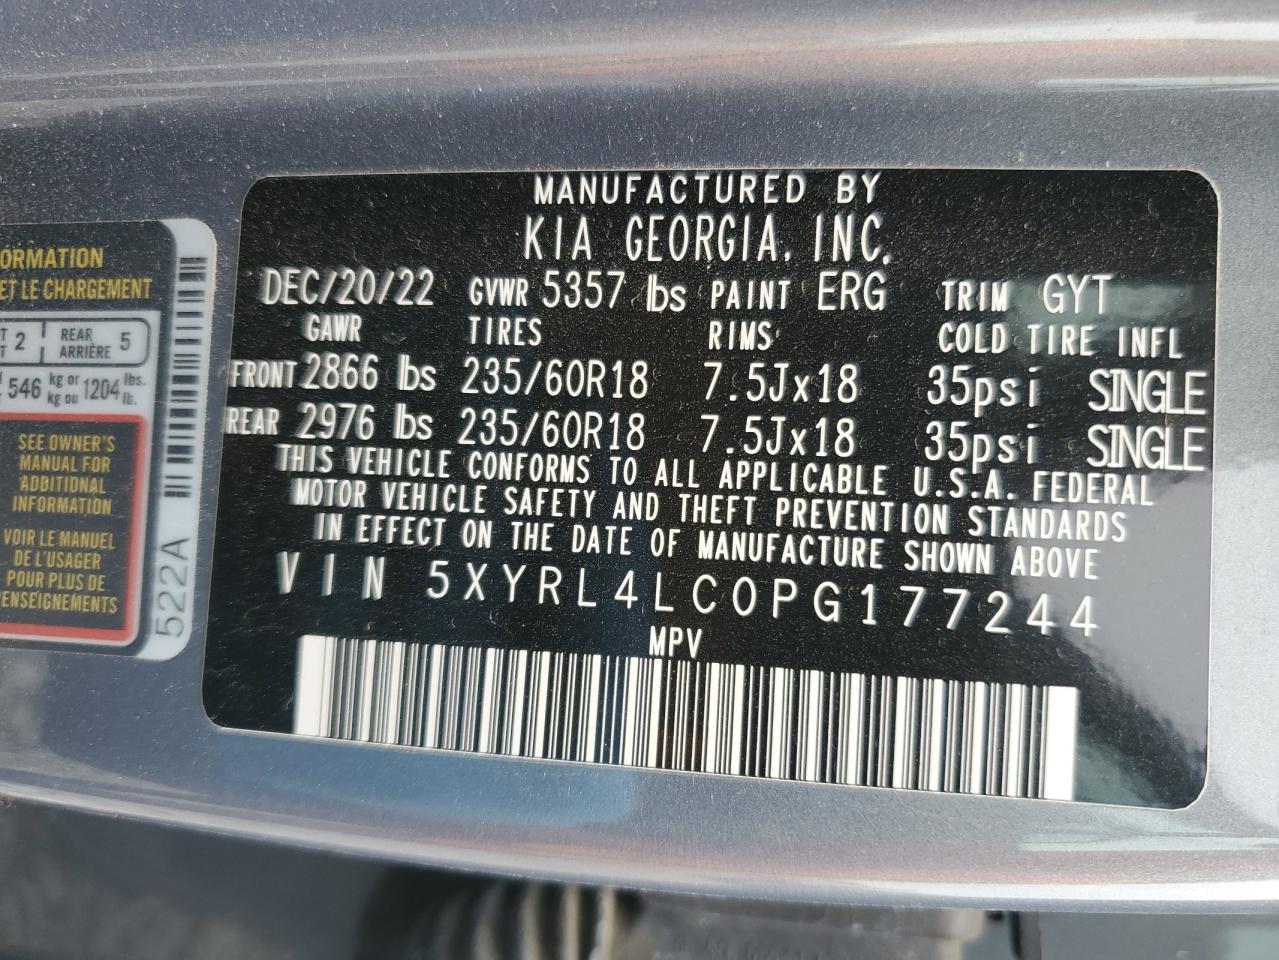 MANUFACTURED BY
KIA GEORGIA, INC.
DEC/20/22 GVWR 5357 lbs PAINT ERG TRIM GYT
GAWR TIRES RIMS COLD TIRE INFL
FRONT 2866 lbs 235/60R18 7.5Jx18 35psi SINGLE
REAR 2976 lbs 235/60R18 7.5Jx18 35psi SINGLE
THIS VEHICLE CONFORMS TO ALL APPLICABLE U.S.A. FEDERAL
MOTOR VEHICLE SAFETY AND THEFT PREVENTION STANDARDS
IN EFFECT ON THE DATE OF MANUFACTURE SHOWN ABOVE
VIN 5XYRL4LC0PG177244
MPV
ORMATION
ET LE CHARGEMENT
T 2 REAR 5
T ARRIÈRE
546 kg or 1204 lbs.
kg ou lb.
SEE OWNER'S
MANUAL FOR
ADDITIONAL
INFORMATION
VOIR LE MANUEL
DE L'USAGER
POUR PLUS DE
RENSEIGNEMENTS
522A